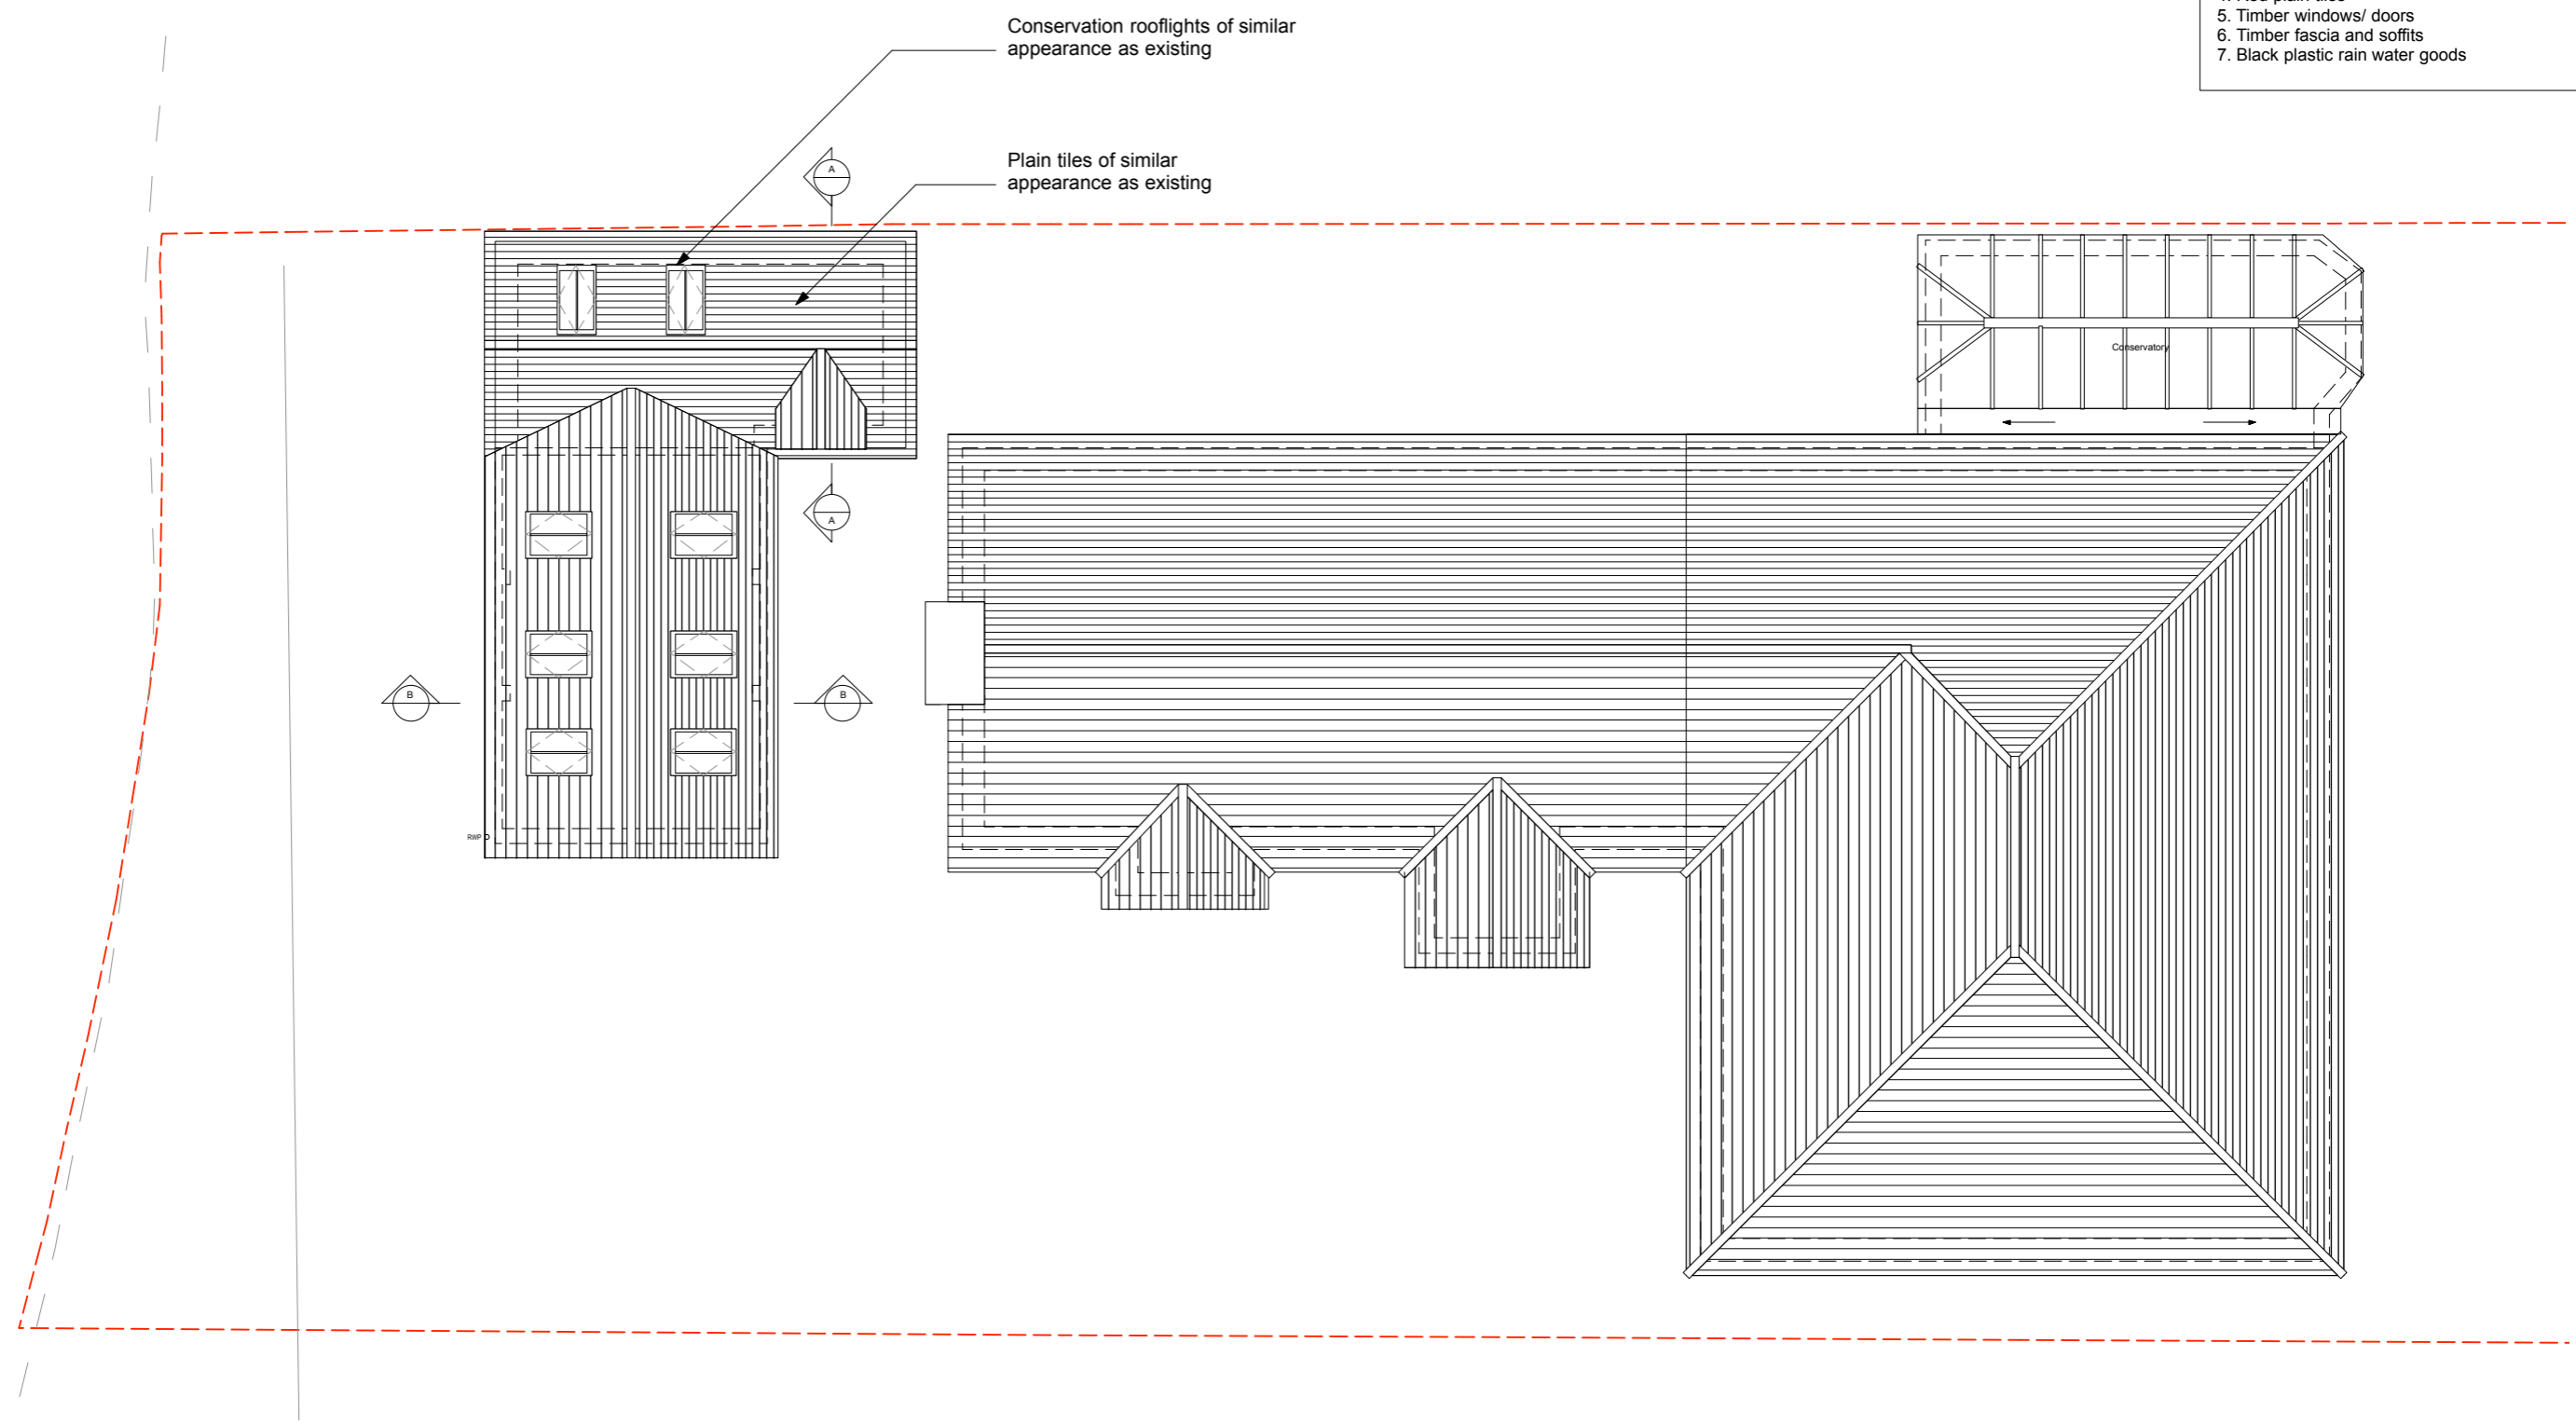 Conservation rooflights of similar
appearance as existing
5. Timber windows/ doors
6. Timber fascia and soffits
7. Black plastic rain water goods
Plain tiles of similar
appearance as existing
A
Conservatory
A
B
B
RWP